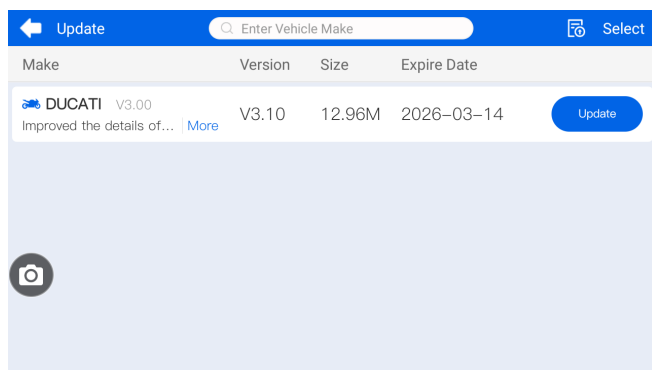 Update Enter Vehicle Make Select
Make Version Size Expire Date
DUCATI V3.00
V3.10 12.96M 2026-03-14 Update
Improved the details of... More